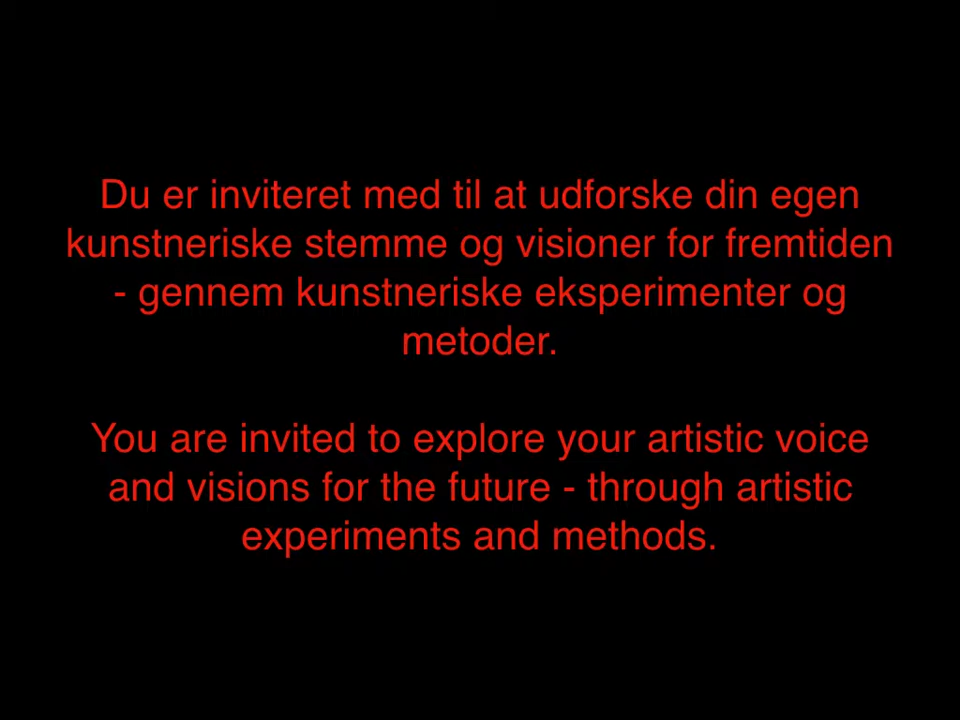 Du er inviteret med til at udforske din egen
kunstneriske stemme og visioner for fremtiden
- gennem kunstneriske eksperimenter og
metoder.
You are invited to explore your artistic voice
and visions for the future - through artistic
experiments and methods.